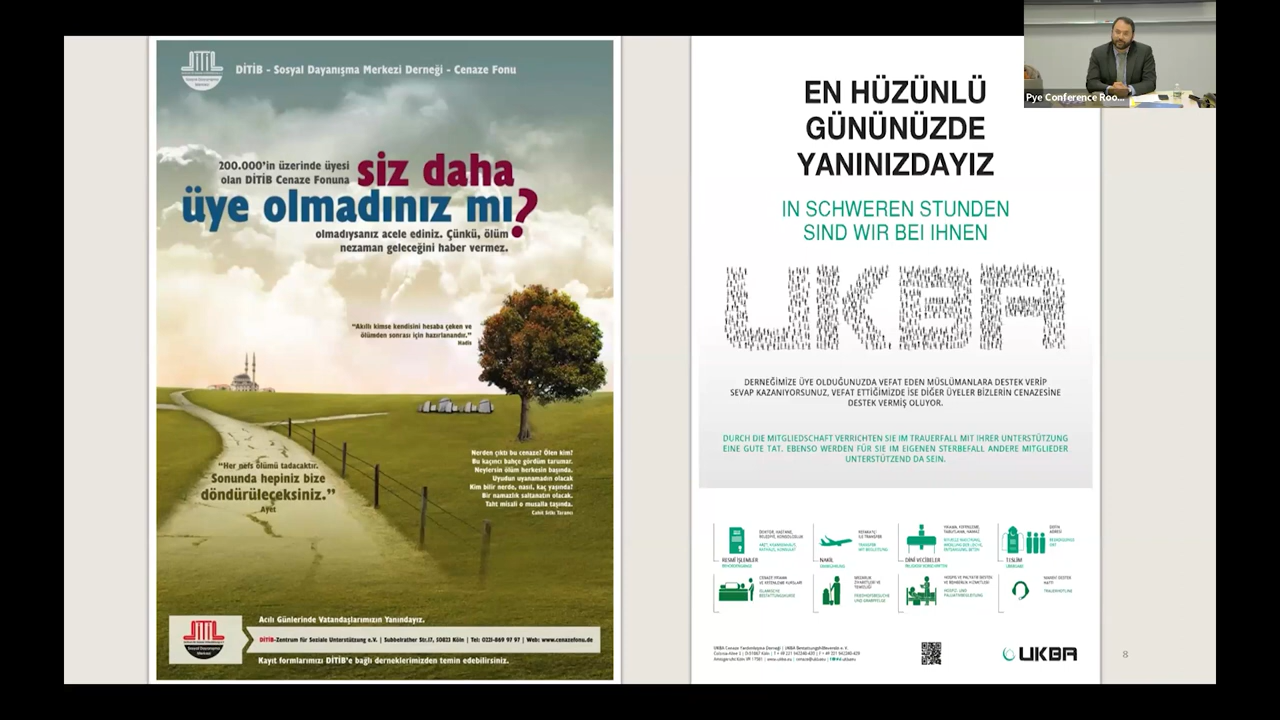 DİTİB - Sosyal Dayanışma Merkezi Derneği - Cenaze Fonu
200.000'in üzerinde üyesi
olan DİTİB Cenaze Fonuna
siz daha
üye olmadınız mı?
olmadıysanız acele ediniz. Çünkü, ölüm
nezaman geleceğini haber vermez.
"Akıllı kimse kendisini hesaba çeken ve
ölümden sonrası için hazırlanandır."
Hadis
"Her nefs ölümü tadacaktır.
Sonunda hepiniz bize
döndürüleceksiniz."
Ayet
Nerden çıktı bu cenaze? Ölen kim?
Bu kaçıncı bahçe gördüm tarumar.
Neylersin ölüm herkesin başında.
Uyudun uyanamadın olacak
Kim bilir nerde, nasıl, kaç yaşında?
Bir namazlık saltanatın olacak.
Taht misali o musalla taşında.
Cahit Sıtkı Tarancı
Acılı Günlerinde Vatandaşlarımızın Yanındayız.
DİTİB-Zentrum für Soziale Unterstützung e.V. | Subbelrather Str.17, 50823 Köln | Tel: 0221-869 97 97 | Web: www.cenazefonu.de
Kayıt formlarımızı DİTİB'e bağlı derneklerimizden temin edebilirsiniz.
EN HÜZÜNLÜ
GÜNÜNÜZDE
YANINIZDAYIZ
IN SCHWEREN STUNDEN
SIND WIR BEI IHNEN
UKBA
DERNEĞİMİZE ÜYE OLDUĞUNUZDA VEFAT EDEN MÜSLÜMANLARA DESTEK VERİP
SEVAP KAZANIYORSUNUZ, VEFAT ETTİĞİMİZDE İSE DİĞER ÜYELER BİZLERİN CENAZESİNE
DESTEK VERMİŞ OLUYOR.
DURCH DIE MITGLIEDSCHAFT VERRICHTEN SIE IM TRAUERFALL MIT IHRER UNTERSTÜTZUNG
EINE GUTE TAT. EBENSO WERDEN FÜR SIE IM EIGENEN STERBEFALL ANDERE MITGLIEDER
UNTERSTÜTZEND DA SEIN.
RESMİ İŞLEMLER
NAKİL
DİNİ VECİBELER
TESLİM
UKBA
8
Pye Conference Roo...